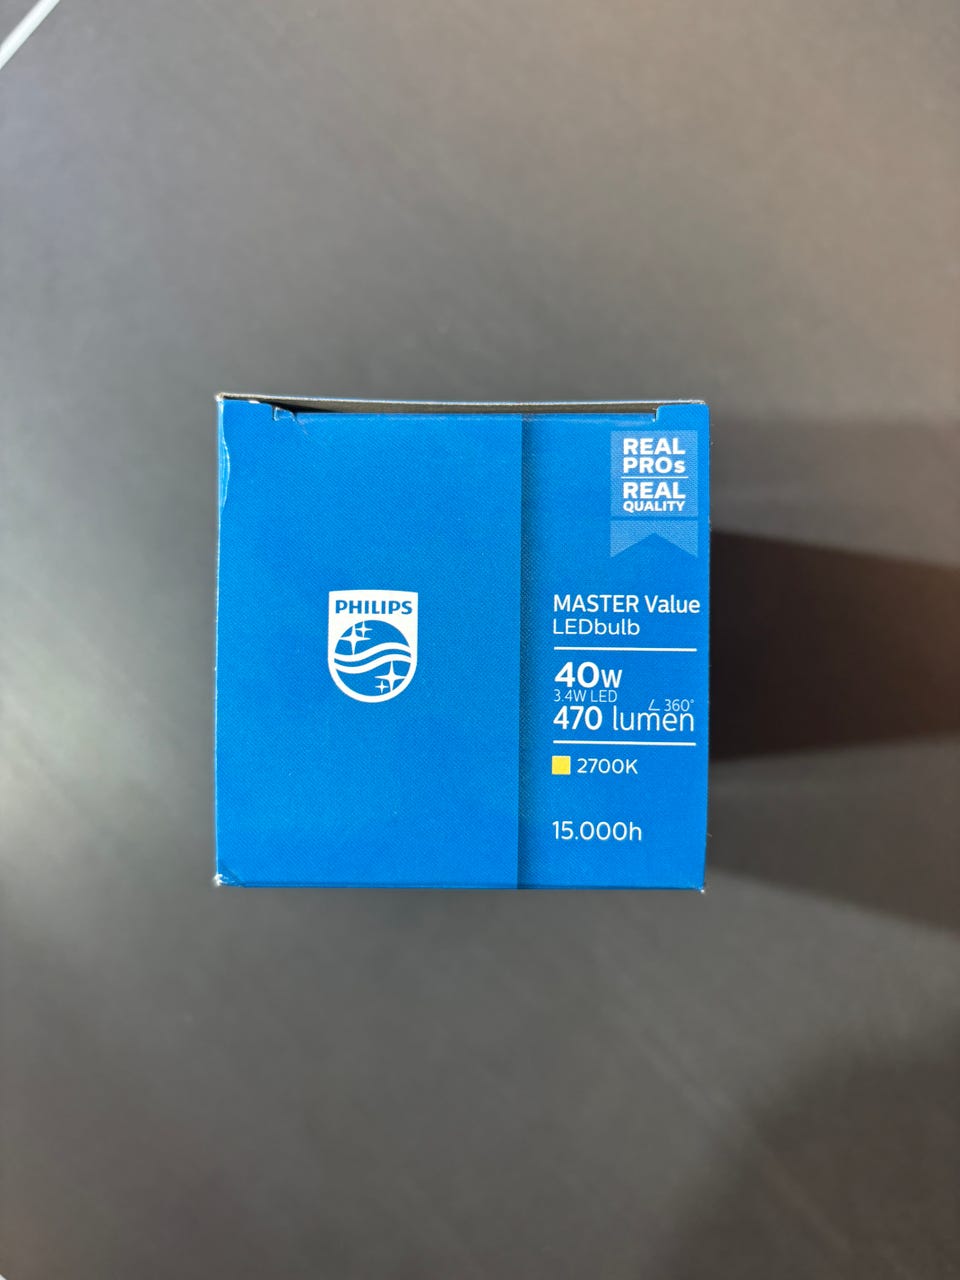 REAL
PROs
REAL
QUALITY
PHILIPS
MASTER Value
LEDbulb
40W
3.4W LED
∠ 360°
470 lumen
2700K
15.000h